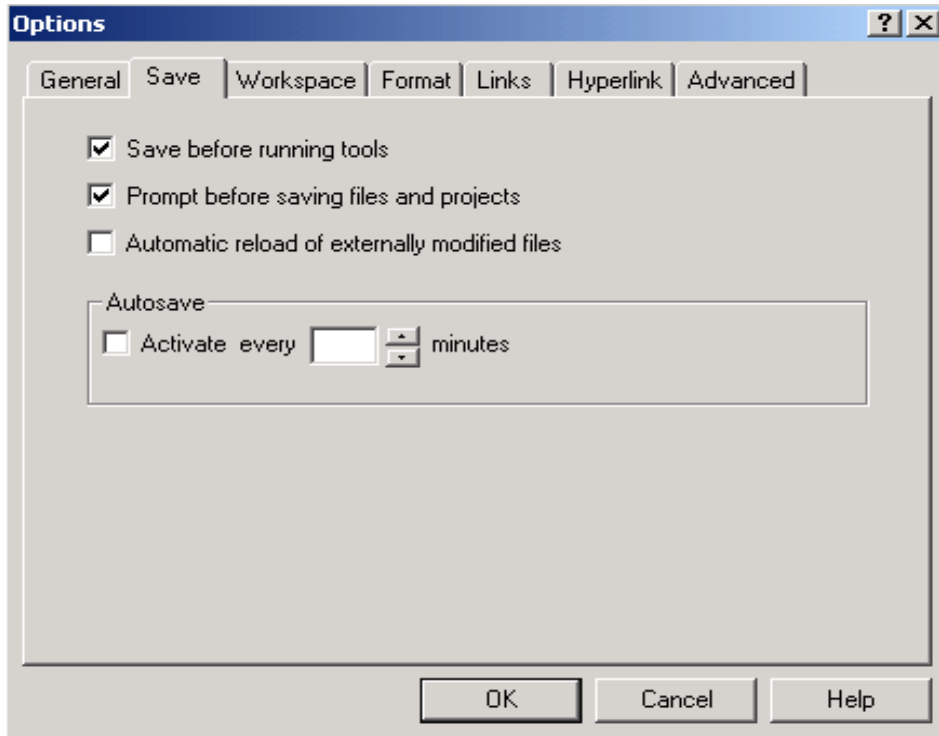 Options
General Save Workspace Format Links Hyperlink Advanced
Save before running tools
Prompt before saving files and projects
Automatic reload of externally modified files
Autosave
Activate every minutes
OK Cancel Help